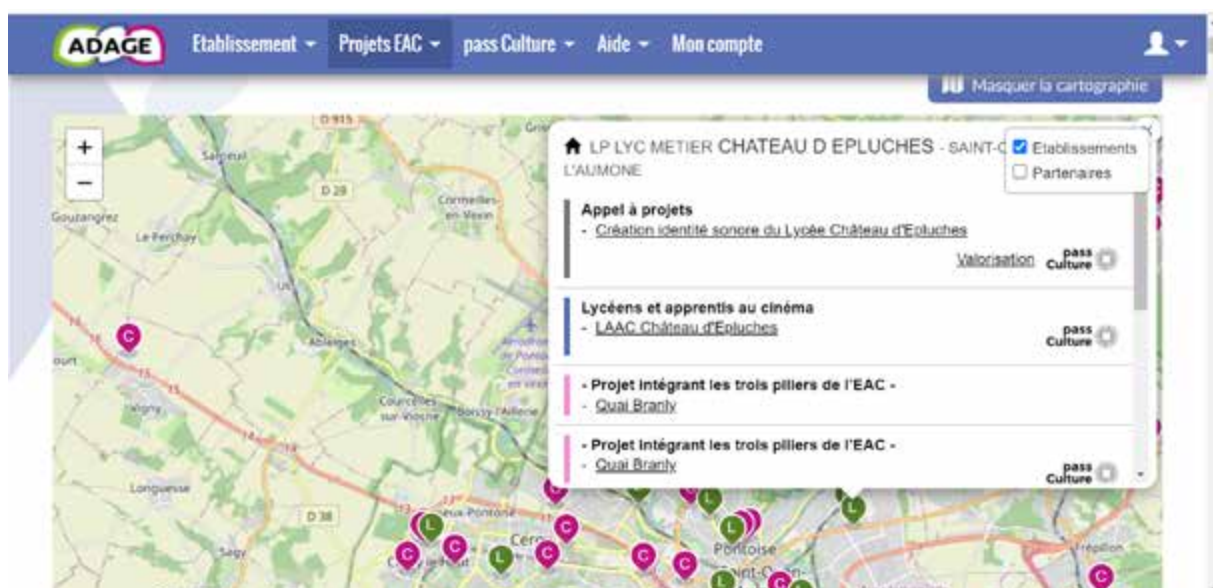 ADAGE Etablissement Projets EAC pass Culture Aide Mon compte
Masquer la cartographie
+
−
LP LYC METIER CHATEAU D EPLUCHES - SAINT-
L'AUMONE
Etablissements
Partenaires
Appel à projets
- Création identité sonore du Lycée Château d'Epluches
Valorisation pass Culture
Lycéens et apprentis au cinéma
- LAAC Château d'Epluches
pass Culture
- Projet intégrant les trois piliers de l'EAC -
- Quai Branly
- Projet intégrant les trois piliers de l'EAC -
- Quai Branly
pass Culture
D 915
Santeuil
D 28
Cormeilles-
en-Vexin
Gouzangrez
Le Perchay
Us
Ableiges
Vigny
Courcelles-
sur-Viosne
Boissy-l'Aillerie
Longuesse
D 38
Sagy
Pontoise
Frépillon
C
C
C
C
C
C
C
C
C
L
L
L
L
L